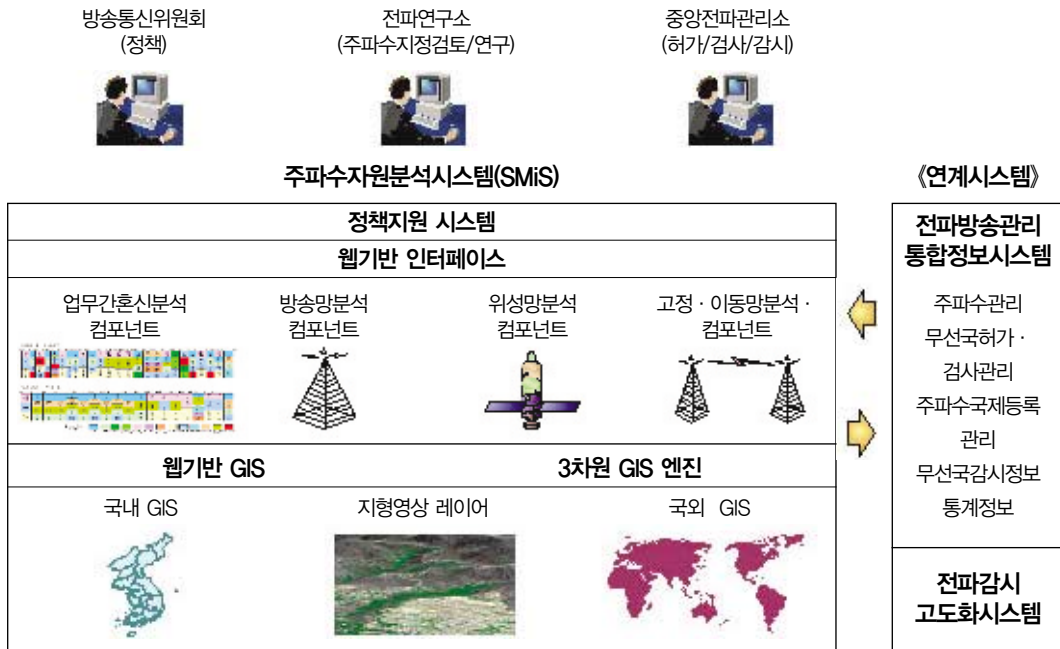 방송통신위원회
(정책)
전파연구소
(주파수지정검토/연구)
중앙전파관리소
(허가/검사/감시)
주파수자원분석시스템(SMiS)
《연계시스템》
정책지원 시스템
웹기반 인터페이스
업무간혼신분석
컴포넌트
방송망분석
컴포넌트
위성망분석
컴포넌트
고정 · 이동망분석 ·
컴포넌트
웹기반 GIS
3차원 GIS 엔진
국내 GIS
지형영상 레이어
국외 GIS
전파방송관리
통합정보시스템
주파수관리
무선국허가 ·
검사관리
주파수국제등록
관리
무선국감시정보
통계정보
전파감시
고도화시스템